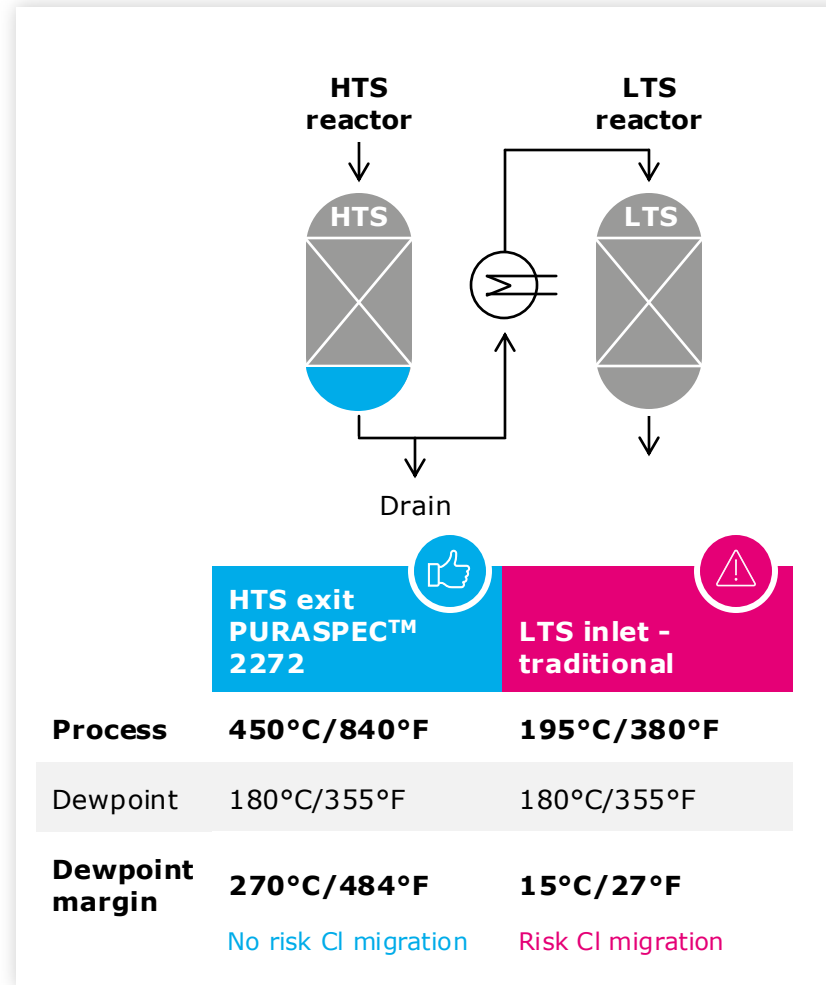 HTS
reactor
LTS
reactor
HTS
LTS
Drain
HTS exit
PURASPEC™
2272
LTS inlet -
traditional
Process
450°C/840°F
195°C/380°F
Dewpoint
180°C/355°F
180°C/355°F
Dewpoint
margin
270°C/484°F
15°C/27°F
No risk Cl migration
Risk Cl migration